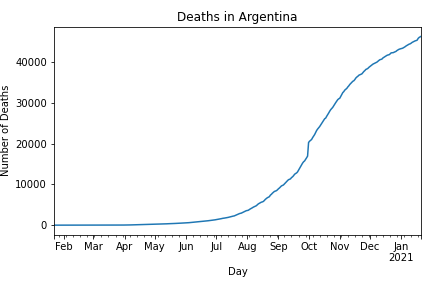 Deaths in Argentina
Number of Deaths
40000
30000
20000
10000
0
Feb Mar Apr May Jun Jul Aug Sep Oct Nov Dec Jan
2021
Day